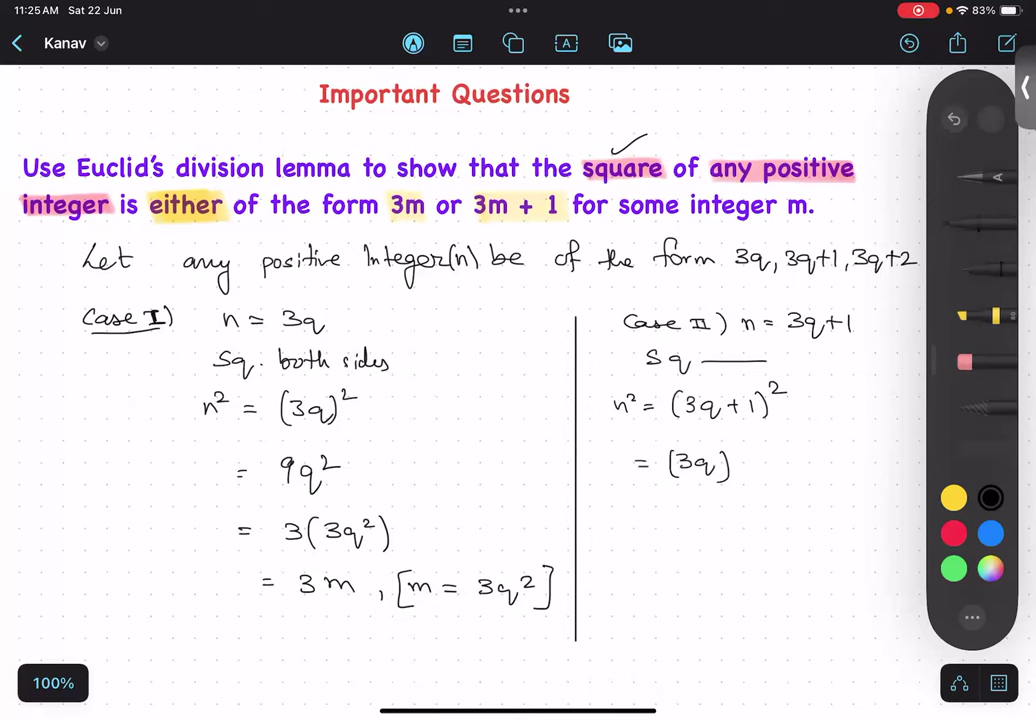 11:25 AM Sat 22 Jun
83%
Kanav
A
Important Questions
Use Euclid's division lemma to show that the square of any positive
integer is either of the form 3m or 3m + 1 for some integer m.
Let any positive Integer(n) be of the form 3q, 3q+1, 3q+2
Case I) n = 3q
Sq. both sides
n² = (3q)²
= 9q²
= 3(3q²)
= 3m, [m = 3q²]
Case II) n = 3q+1
Sq
n² = (3q+1)²
= (3q)
A
100%